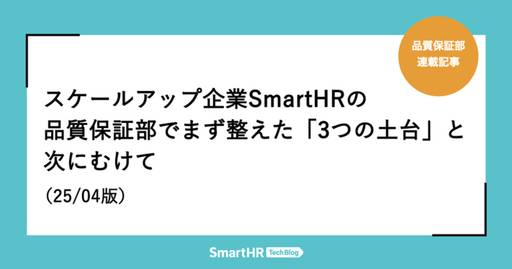 品質保証部
連載記事
スケールアップ企業SmartHRの
品質保証部でまず整えた「3つの土台」と
次にむけて
（25/04版）
SmartHR Tech Blog